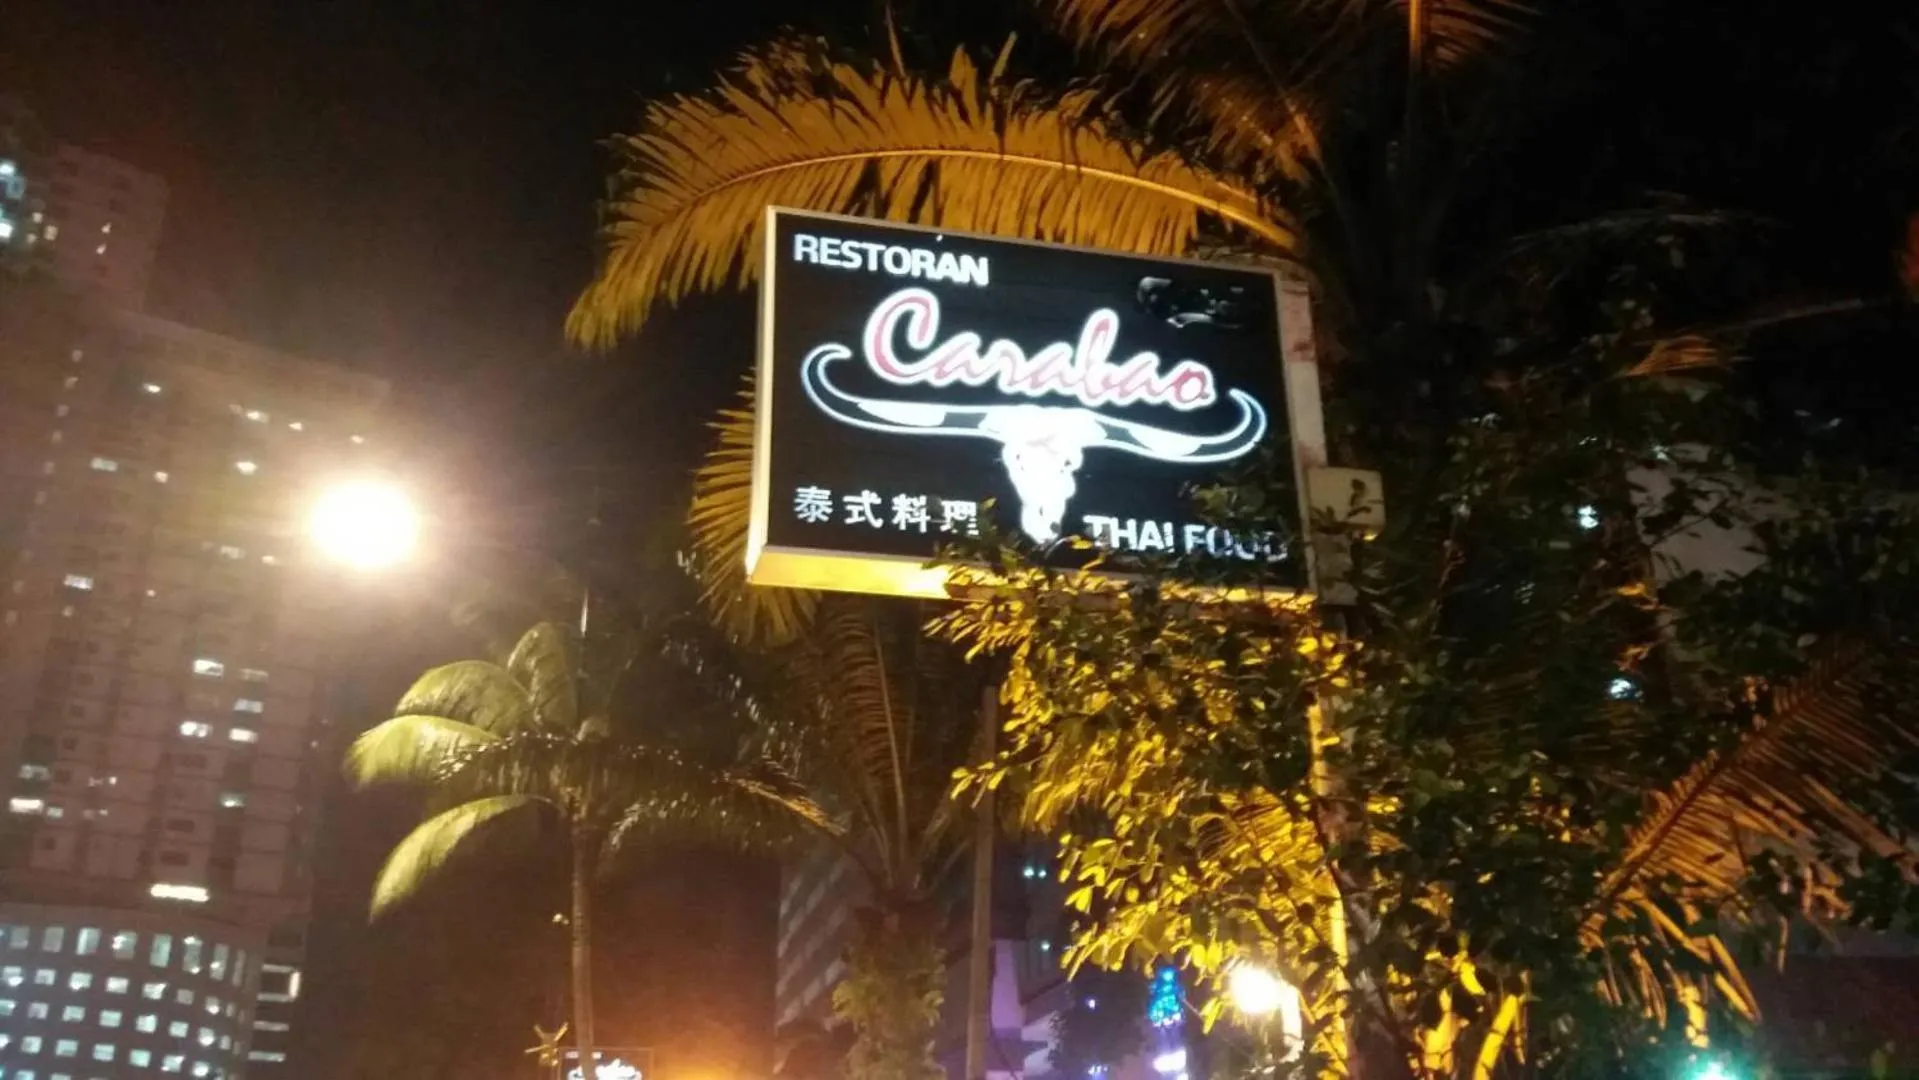 RESTORAN
Carabao
泰式料理
THAI FOOD